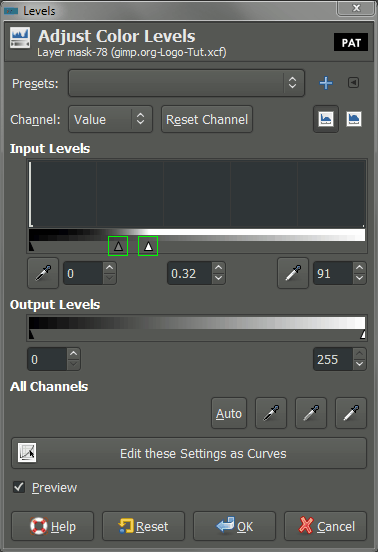 Levels
Adjust Color Levels
Layer mask-78 (gimp.org-Logo-Tut.xcf)
PAT
Presets:
Channel: Value Reset Channel
Input Levels
0 0.32 91
Output Levels
0 255
All Channels
Auto
Edit these Settings as Curves
Preview
Help Reset OK Cancel